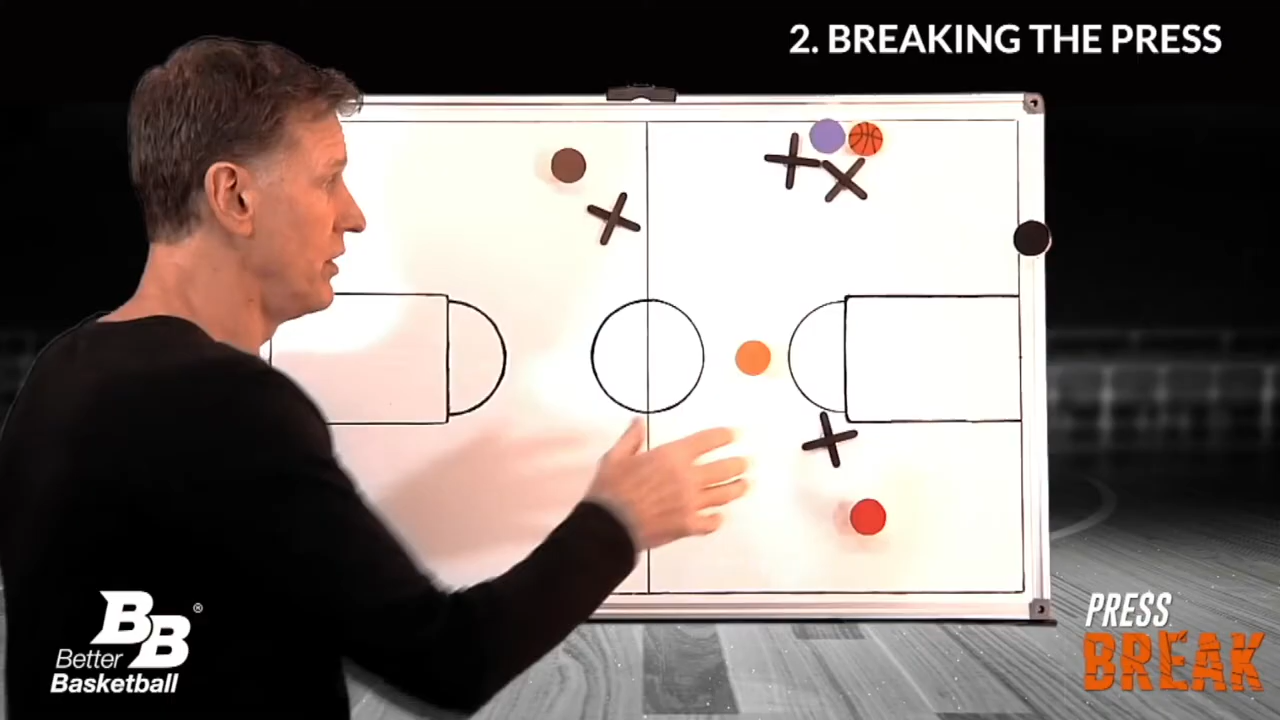 2. BREAKING THE PRESS
BB®
Better
Basketball
PRESS
BREAK